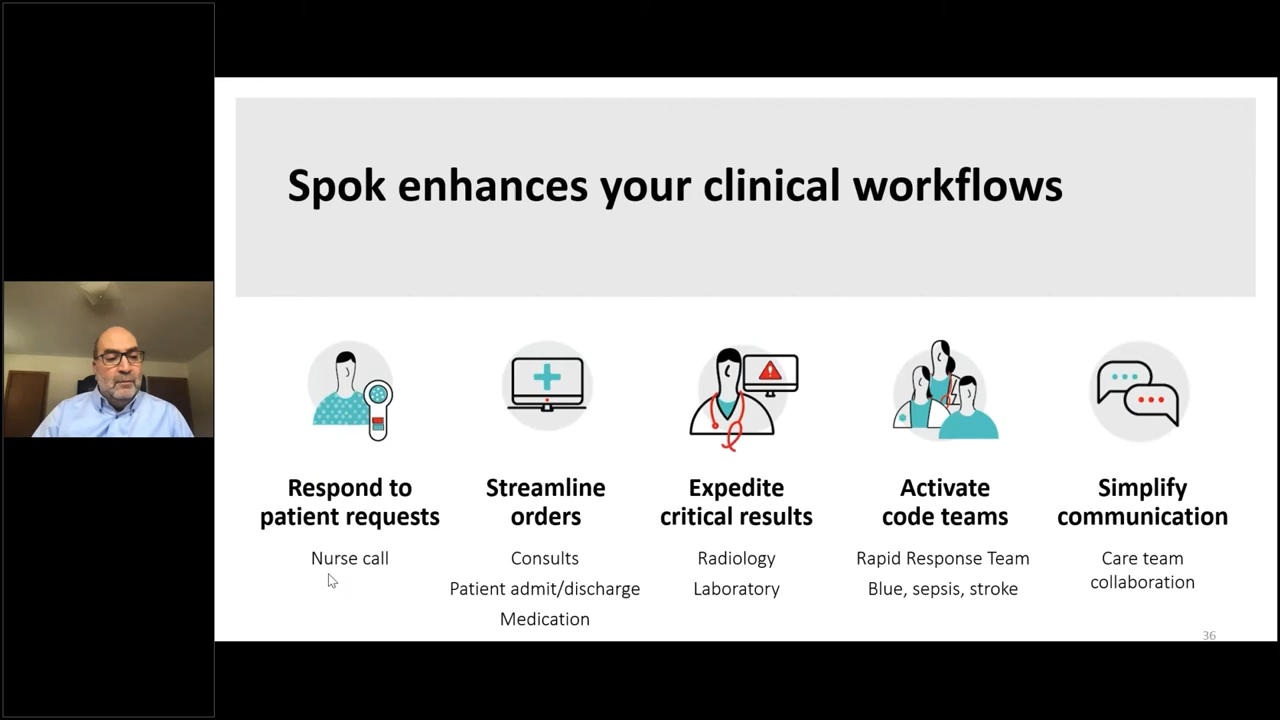 Spok enhances your clinical workflows
Respond to
patient requests
Nurse call
Streamline
orders
Consults
Patient admit/discharge
Medication
Expedite
critical results
Radiology
Laboratory
Activate
code teams
Rapid Response Team
Blue, sepsis, stroke
Simplify
communication
Care team
collaboration
36